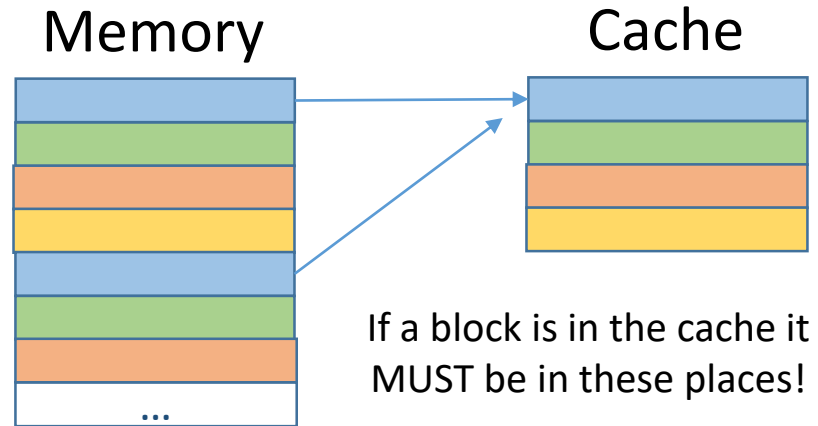 Memory
Cache
If a block is in the cache it
MUST be in these places!
...